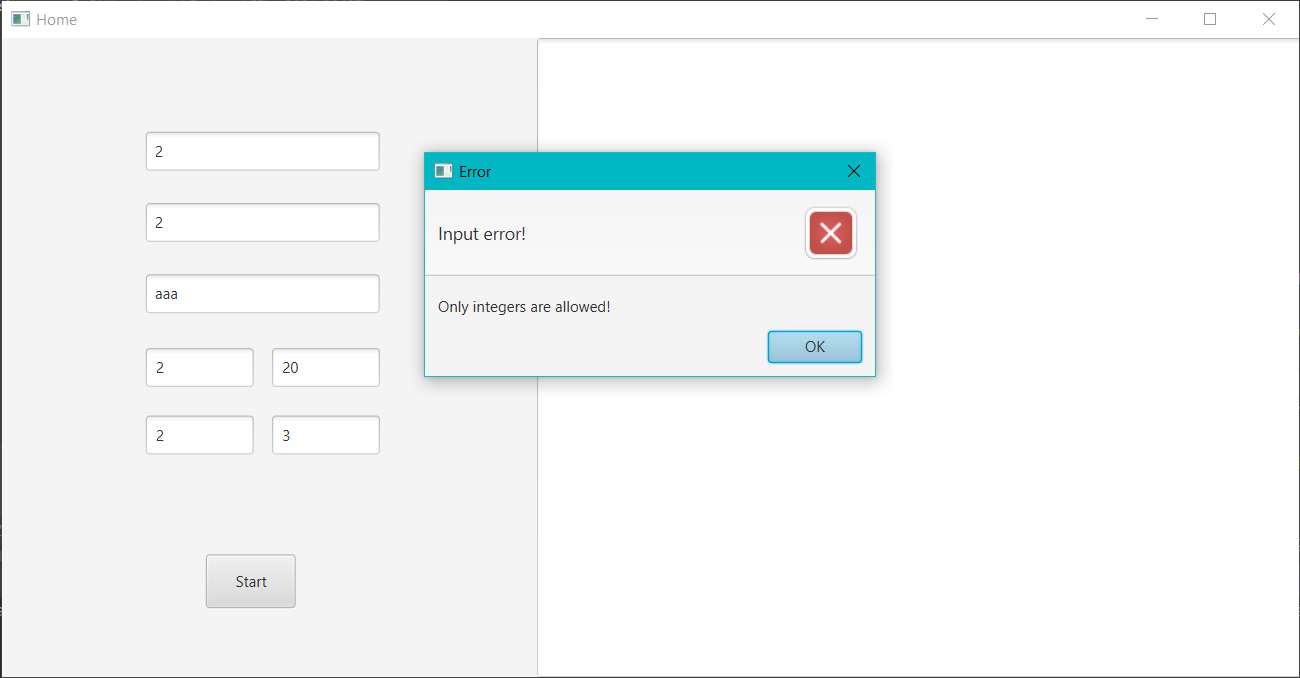 Home
2
2
aaa
2 20
2 3
Start
Error
Input error!
Only integers are allowed!
OK